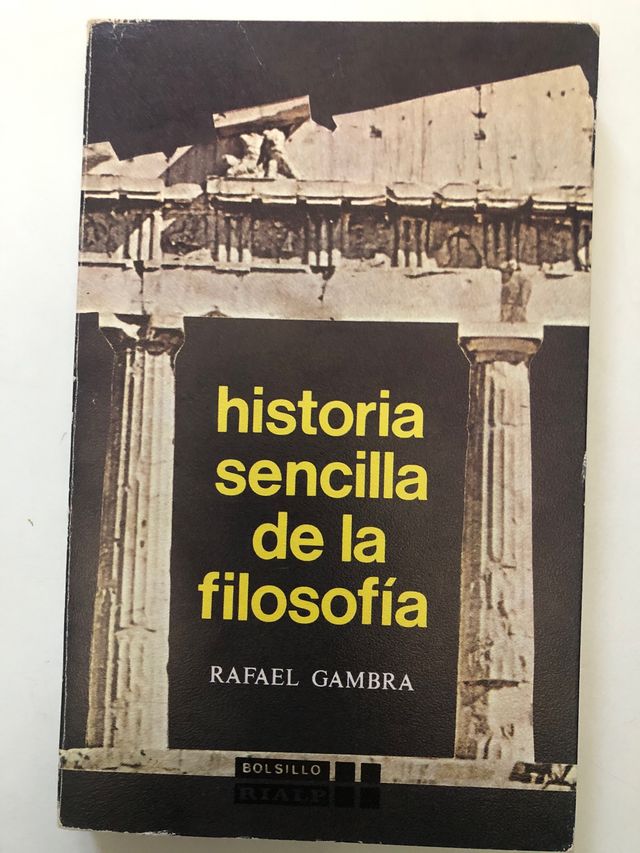 historia
sencilla
de la
filosofía
RAFAEL GAMBRA
BOLSILLO
RIALP